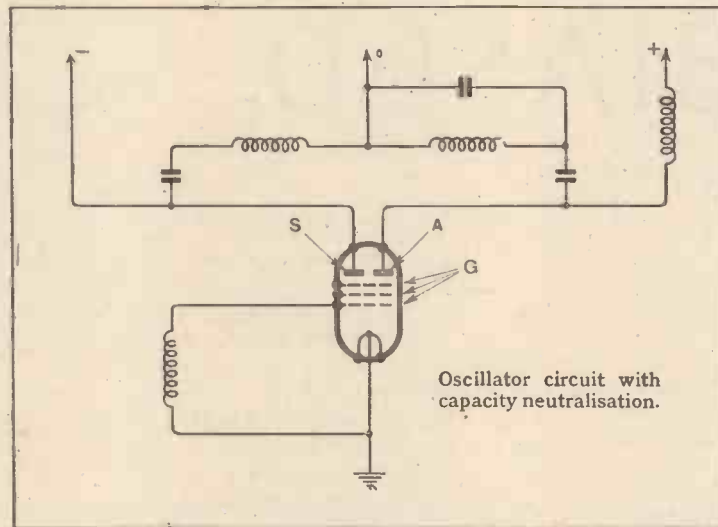 − o +
S A
G
Oscillator circuit with
capacity neutralisation.